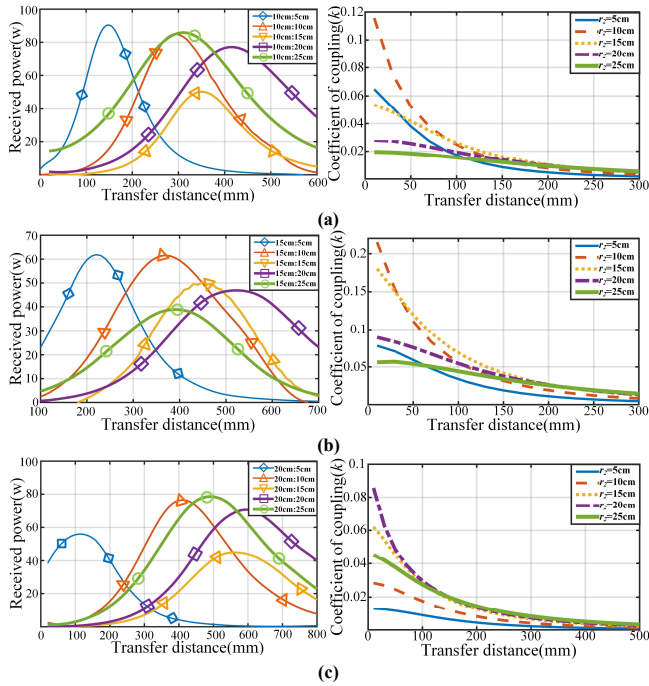 (a)
Received power(w)
100
80
60
40
20
0 100 200 300 400 500 600
Transfer distance(mm)
10cm:5cm
10cm:10cm
10cm:15cm
10cm:20cm
10cm:25cm
Coefficient of coupling(k)
0.12
0.1
0.08
0.06
0.04
0.02
0 50 100 150 200 250 300
Transfer distance(mm)
r2=5cm
r2=10cm
r2=15cm
r2=20cm
r2=25cm
(a)
Received power(w)
70
60
50
40
30
20
10
0
100 200 300 400 500 600 700
Transfer distance(mm)
15cm:5cm
15cm:10cm
15cm:15cm
15cm:20cm
15cm:25cm
Coefficient of coupling(k)
0.2
0.15
0.1
0.05
0 50 100 150 200 250 300
Transfer distance(mm)
r2=5cm
r2=10cm
r2=15cm
r2=20cm
r2=25cm
(b)
Received power(w)
100
80
60
40
20
0 100 200 300 400 500 600 700 800
Transfer distance(mm)
20cm:5cm
20cm:10cm
20cm:15cm
20cm:20cm
20cm:25cm
Coefficient of coupling(k)
0.1
0.08
0.06
0.04
0.02
0 100 200 300 400 500
Transfer distance(mm)
r2=5cm
r2=10cm
r2=15cm
r2=20cm
r2=25cm
(c)